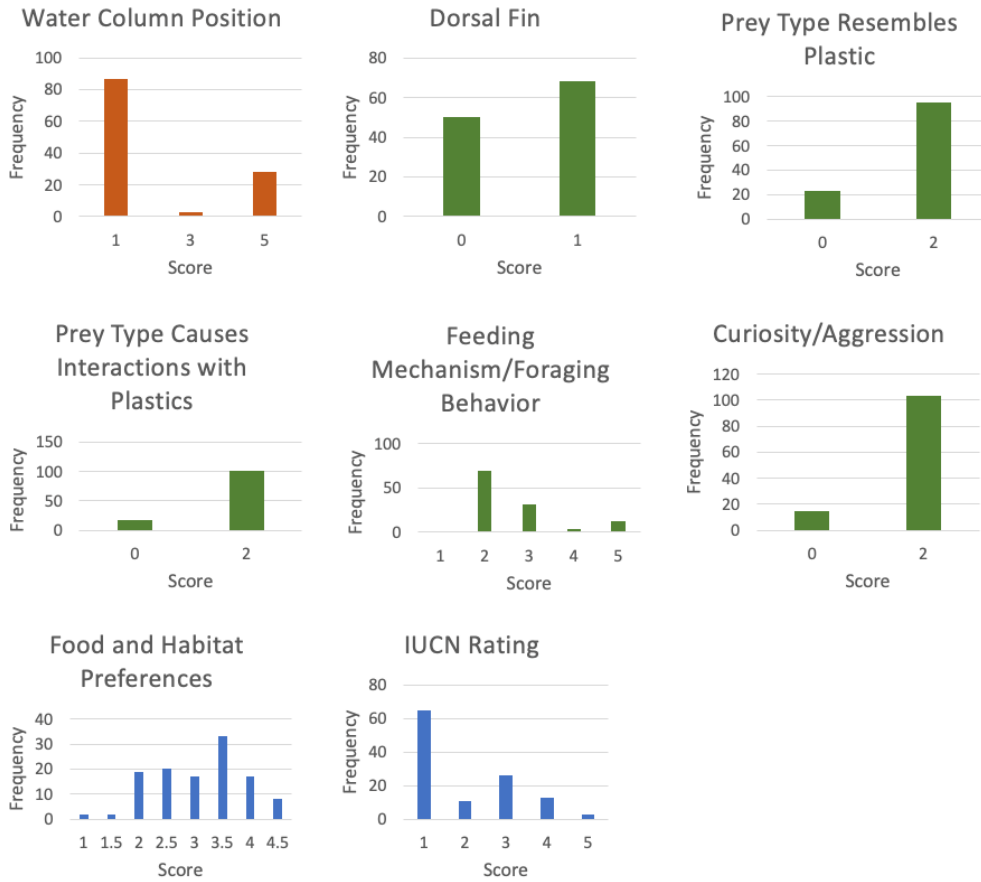 Water Column Position
100
80
60
40
20
0
Frequency
1 3 5
Score
Dorsal Fin
80
60
40
20
0
Frequency
0 1
Score
Prey Type Resembles
Plastic
100
80
60
40
20
0
Frequency
0 2
Score
Prey Type Causes
Interactions with
Plastics
150
100
50
0
Frequency
0 2
Score
Feeding
Mechanism/Foraging
Behavior
100
50
0
Frequency
1 2 3 4 5
Score
Curiosity/Aggression
120
100
80
60
40
20
0
Frequency
0 2
Score
Food and Habitat
Preferences
40
30
20
10
0
Frequency
1 1.5 2 2.5 3 3.5 4 4.5
Score
IUCN Rating
80
60
40
20
0
Frequency
1 2 3 4 5
Score